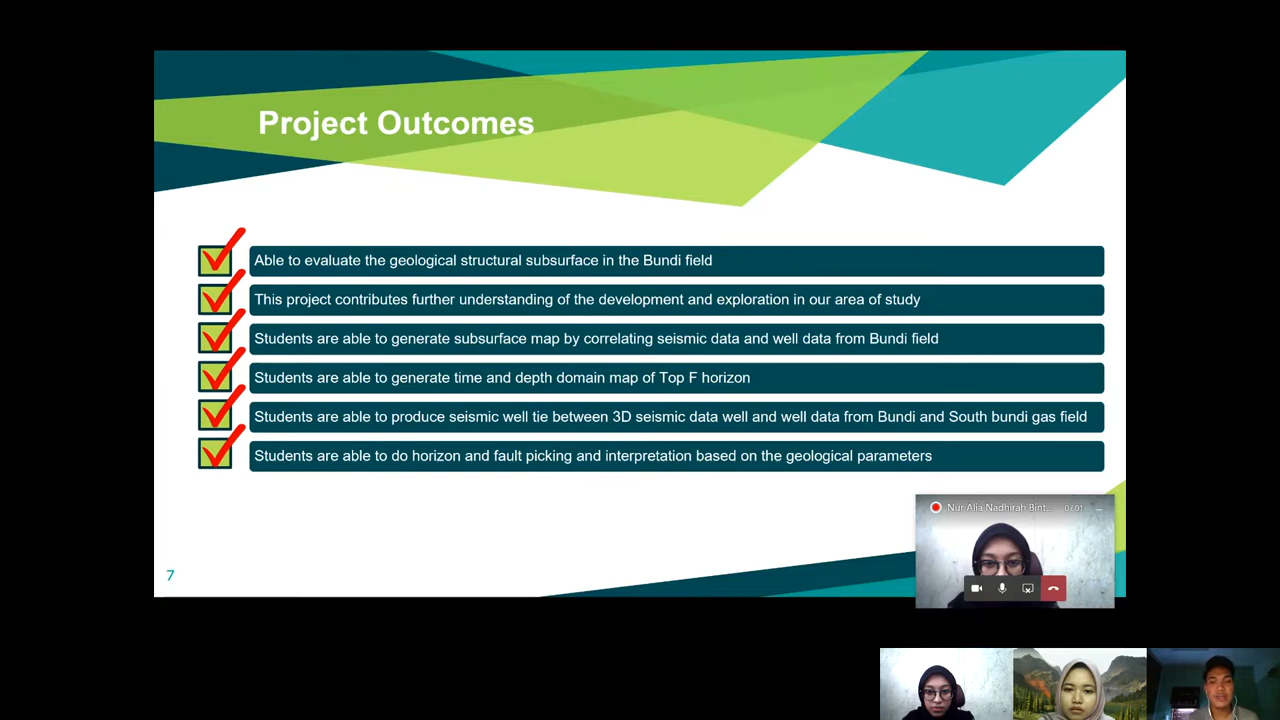 Project Outcomes
Able to evaluate the geological structural subsurface in the Bundi field
This project contributes further understanding of the development and exploration in our area of study
Students are able to generate subsurface map by correlating seismic data and well data from Bundi field
Students are able to generate time and depth domain map of Top F horizon
Students are able to produce seismic well tie between 3D seismic data well and well data from Bundi and South bundi gas field
Students are able to do horizon and fault picking and interpretation based on the geological parameters
Nur Alia Nadhirah Bint... 07:01
7